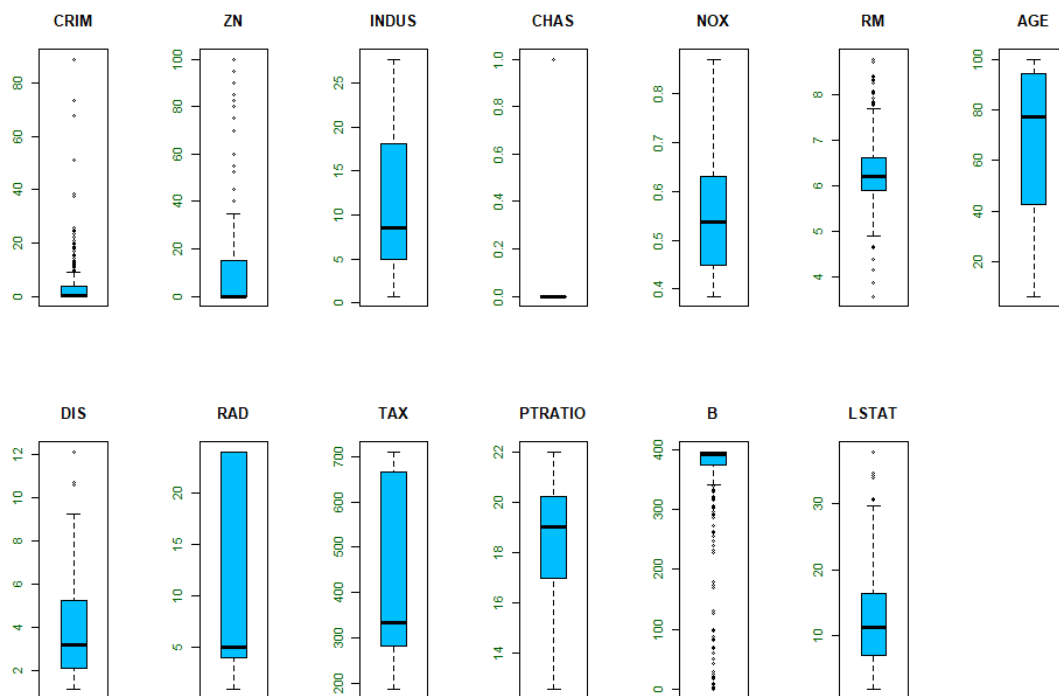 CRIM ZN INDUS CHAS NOX RM AGE
0 20 40 60 80
0 20 40 60 80 100
0 5 10 15 20 25
0.0 0.2 0.4 0.6 0.8 1.0
0.4 0.5 0.6 0.7 0.8
4 5 6 7 8
20 40 60 80 100
DIS RAD TAX PTRATIO B LSTAT
2 4 6 8 10 12
5 10 15 20
200 300 400 500 600 700
14 16 18 20 22
0 100 200 300 400
10 20 30